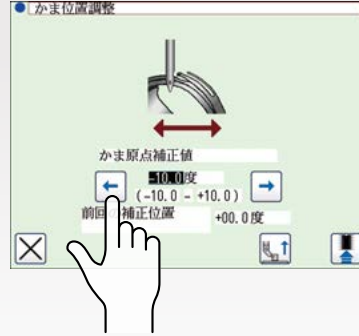 かま位置調整
かま原点補正値
-10.0度
(-10.0 - +10.0)
前回の補正位置 +00.0度